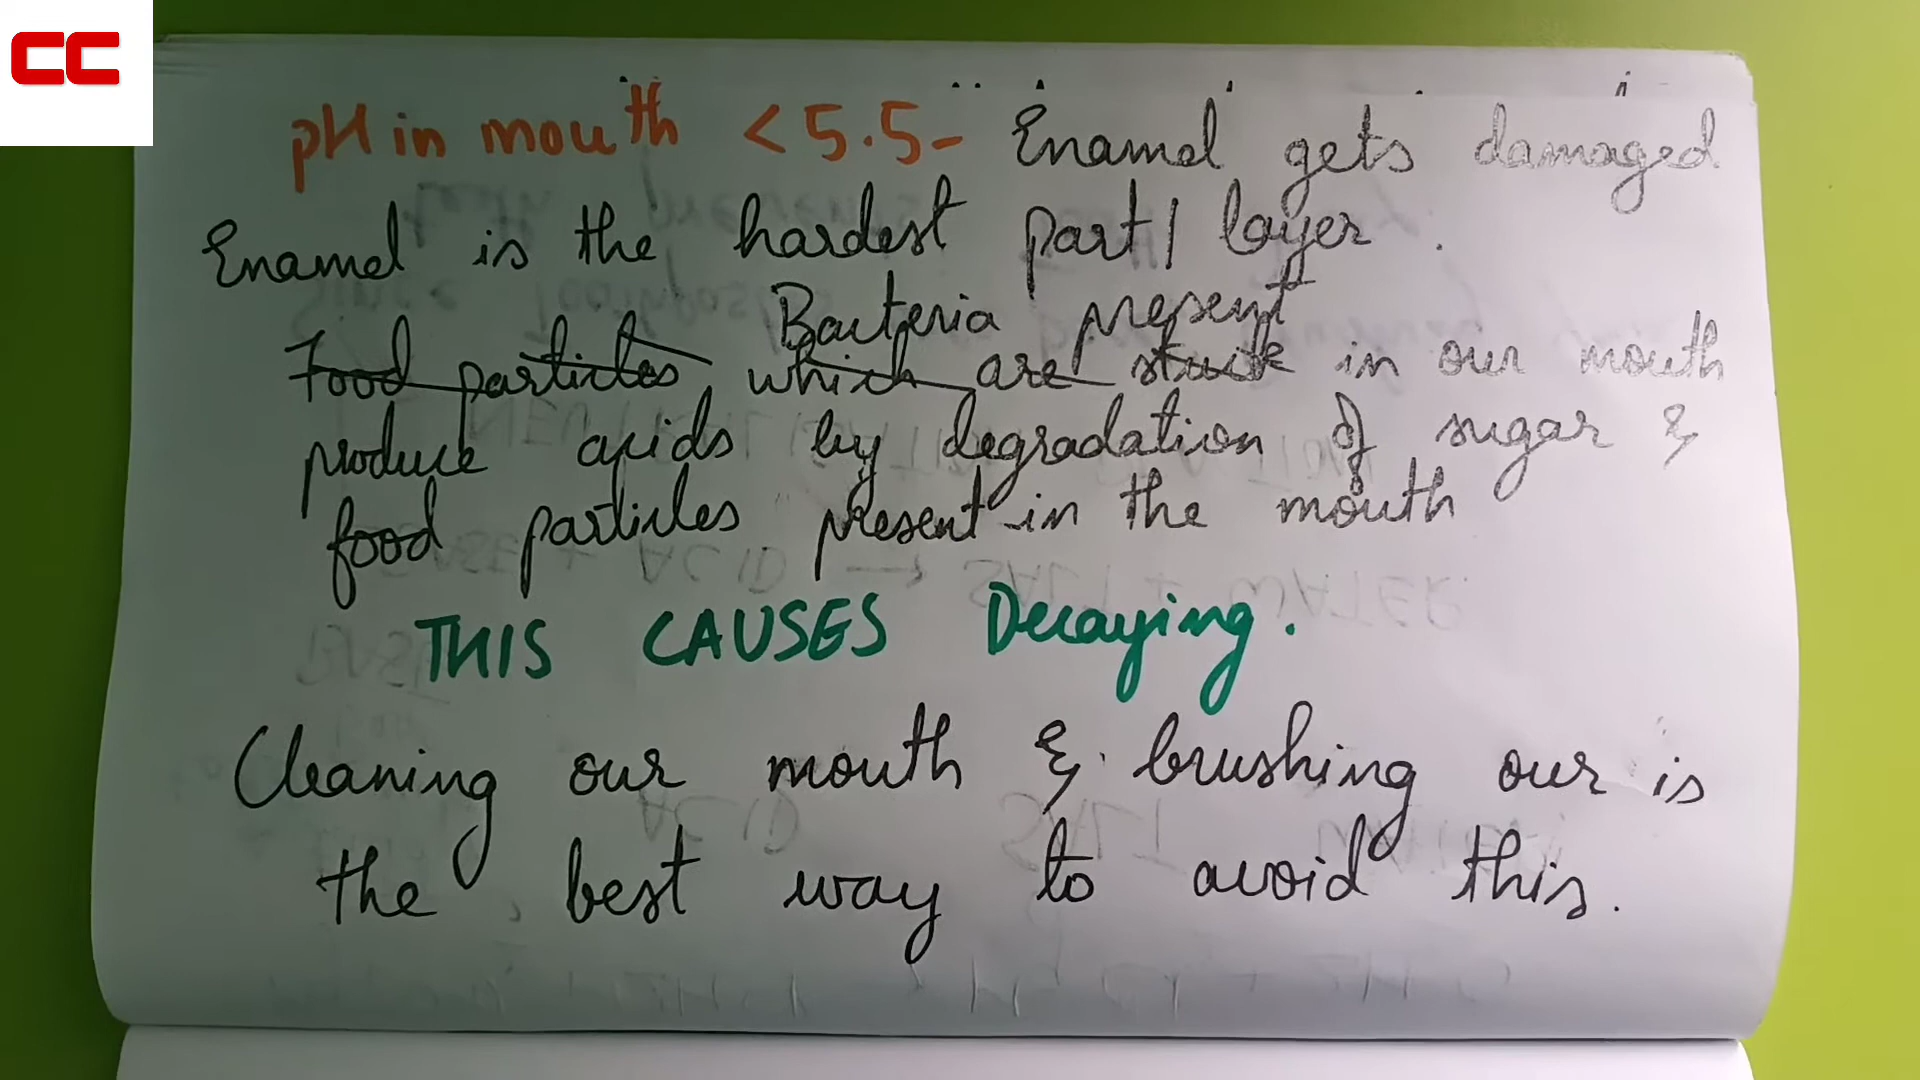 CC
pH in mouth < 5.5 - Enamel gets damaged
Enamel is the hardest part/layer.
Bacteria present
Food particles, which are stuck in our mouth
produce acids by degradation of sugar &
food particles present in the mouth
THIS CAUSES Decaying.
Cleaning our mouth & brushing our is
the best way to avoid this.